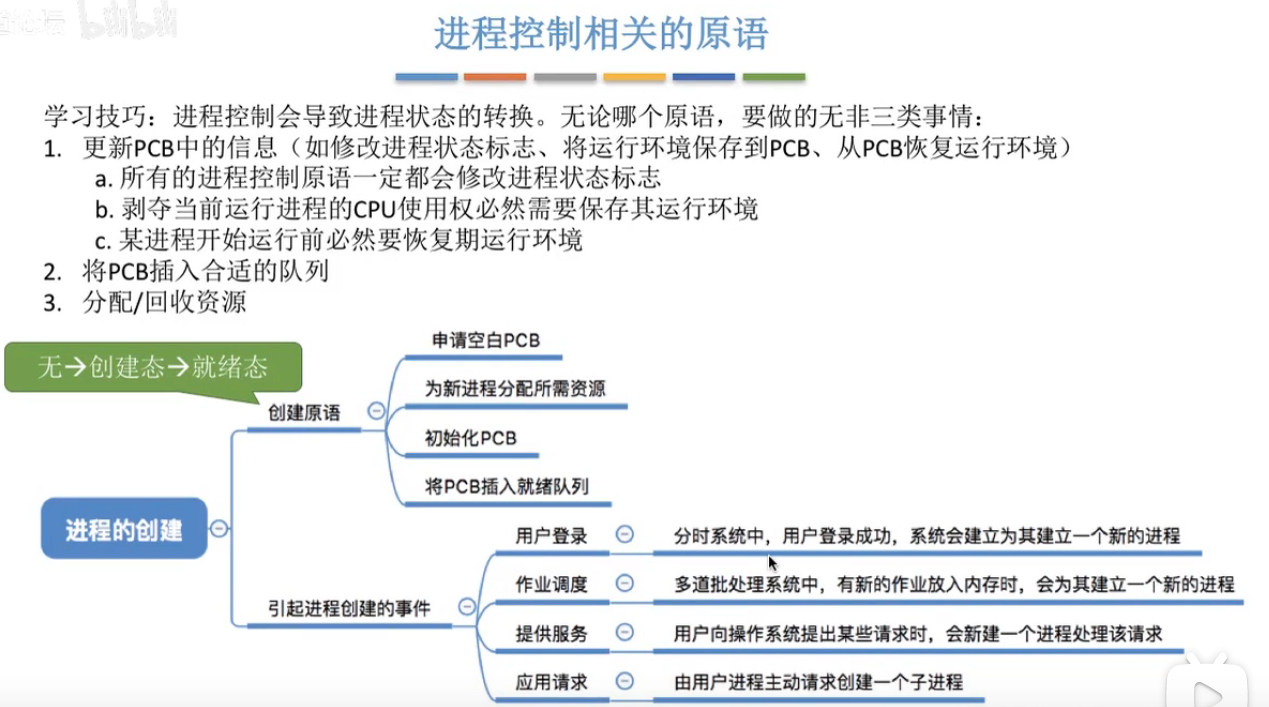 进程控制相关的原语
学习技巧：进程控制会导致进程状态的转换。无论哪个原语，要做的无非三类事情：
1. 更新PCB中的信息（如修改进程状态标志、将运行环境保存到PCB、从PCB恢复运行环境）
a. 所有的进程控制原语一定都会修改进程状态标志
b. 剥夺当前运行进程的CPU使用权必然需要保存其运行环境
c. 某进程开始运行前必然要恢复期运行环境
2. 将PCB插入合适的队列
3. 分配/回收资源
无→创建态→就绪态
进程的创建
创建原语
申请空白PCB
为新进程分配所需资源
初始化PCB
将PCB插入就绪队列
引起进程创建的事件
用户登录
分时系统中，用户登录成功，系统会建立为其建立一个新的进程
作业调度
多道批处理系统中，有新的作业放入内存时，会为其建立一个新的进程
提供服务
用户向操作系统提出某些请求时，会新建一个进程处理该请求
应用请求
由用户进程主动请求创建一个子进程